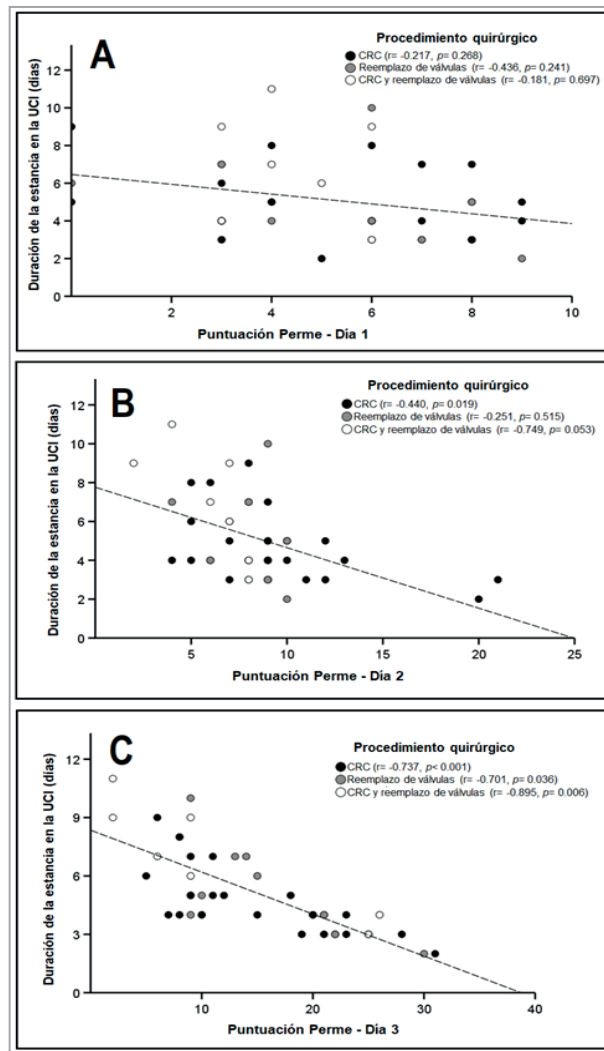 A
Procedimiento quirúrgico
CRC (r= -0.217, p= 0.268)
Reemplazo de válvulas (r= -0.436, p= 0.241)
CRC y reemplazo de válvulas (r= -0.181, p= 0.697)
Duración de la estancia en la UCI (días)
12
10
8
6
4
2
0
2 4 6 8 10
Puntuación Perme - Dia 1
B
Procedimiento quirúrgico
CRC (r= -0.440, p= 0.019)
Reemplazo de válvulas (r= -0.251, p= 0.515)
CRC y reemplazo de válvulas (r= -0.749, p= 0.053)
Duración de la estancia en la UCI (días)
12
10
8
6
4
2
0
5 10 15 20 25
Puntuación Perme - Dia 2
C
Procedimiento quirúrgico
CRC (r= -0.737, p< 0.001)
Reemplazo de válvulas (r= -0.701, p= 0.036)
CRC y reemplazo de válvulas (r= -0.895, p= 0.006)
Duración de la estancia en la UCI (días)
12
9
6
3
0
10 20 30 40
Puntuación Perme - Dia 3